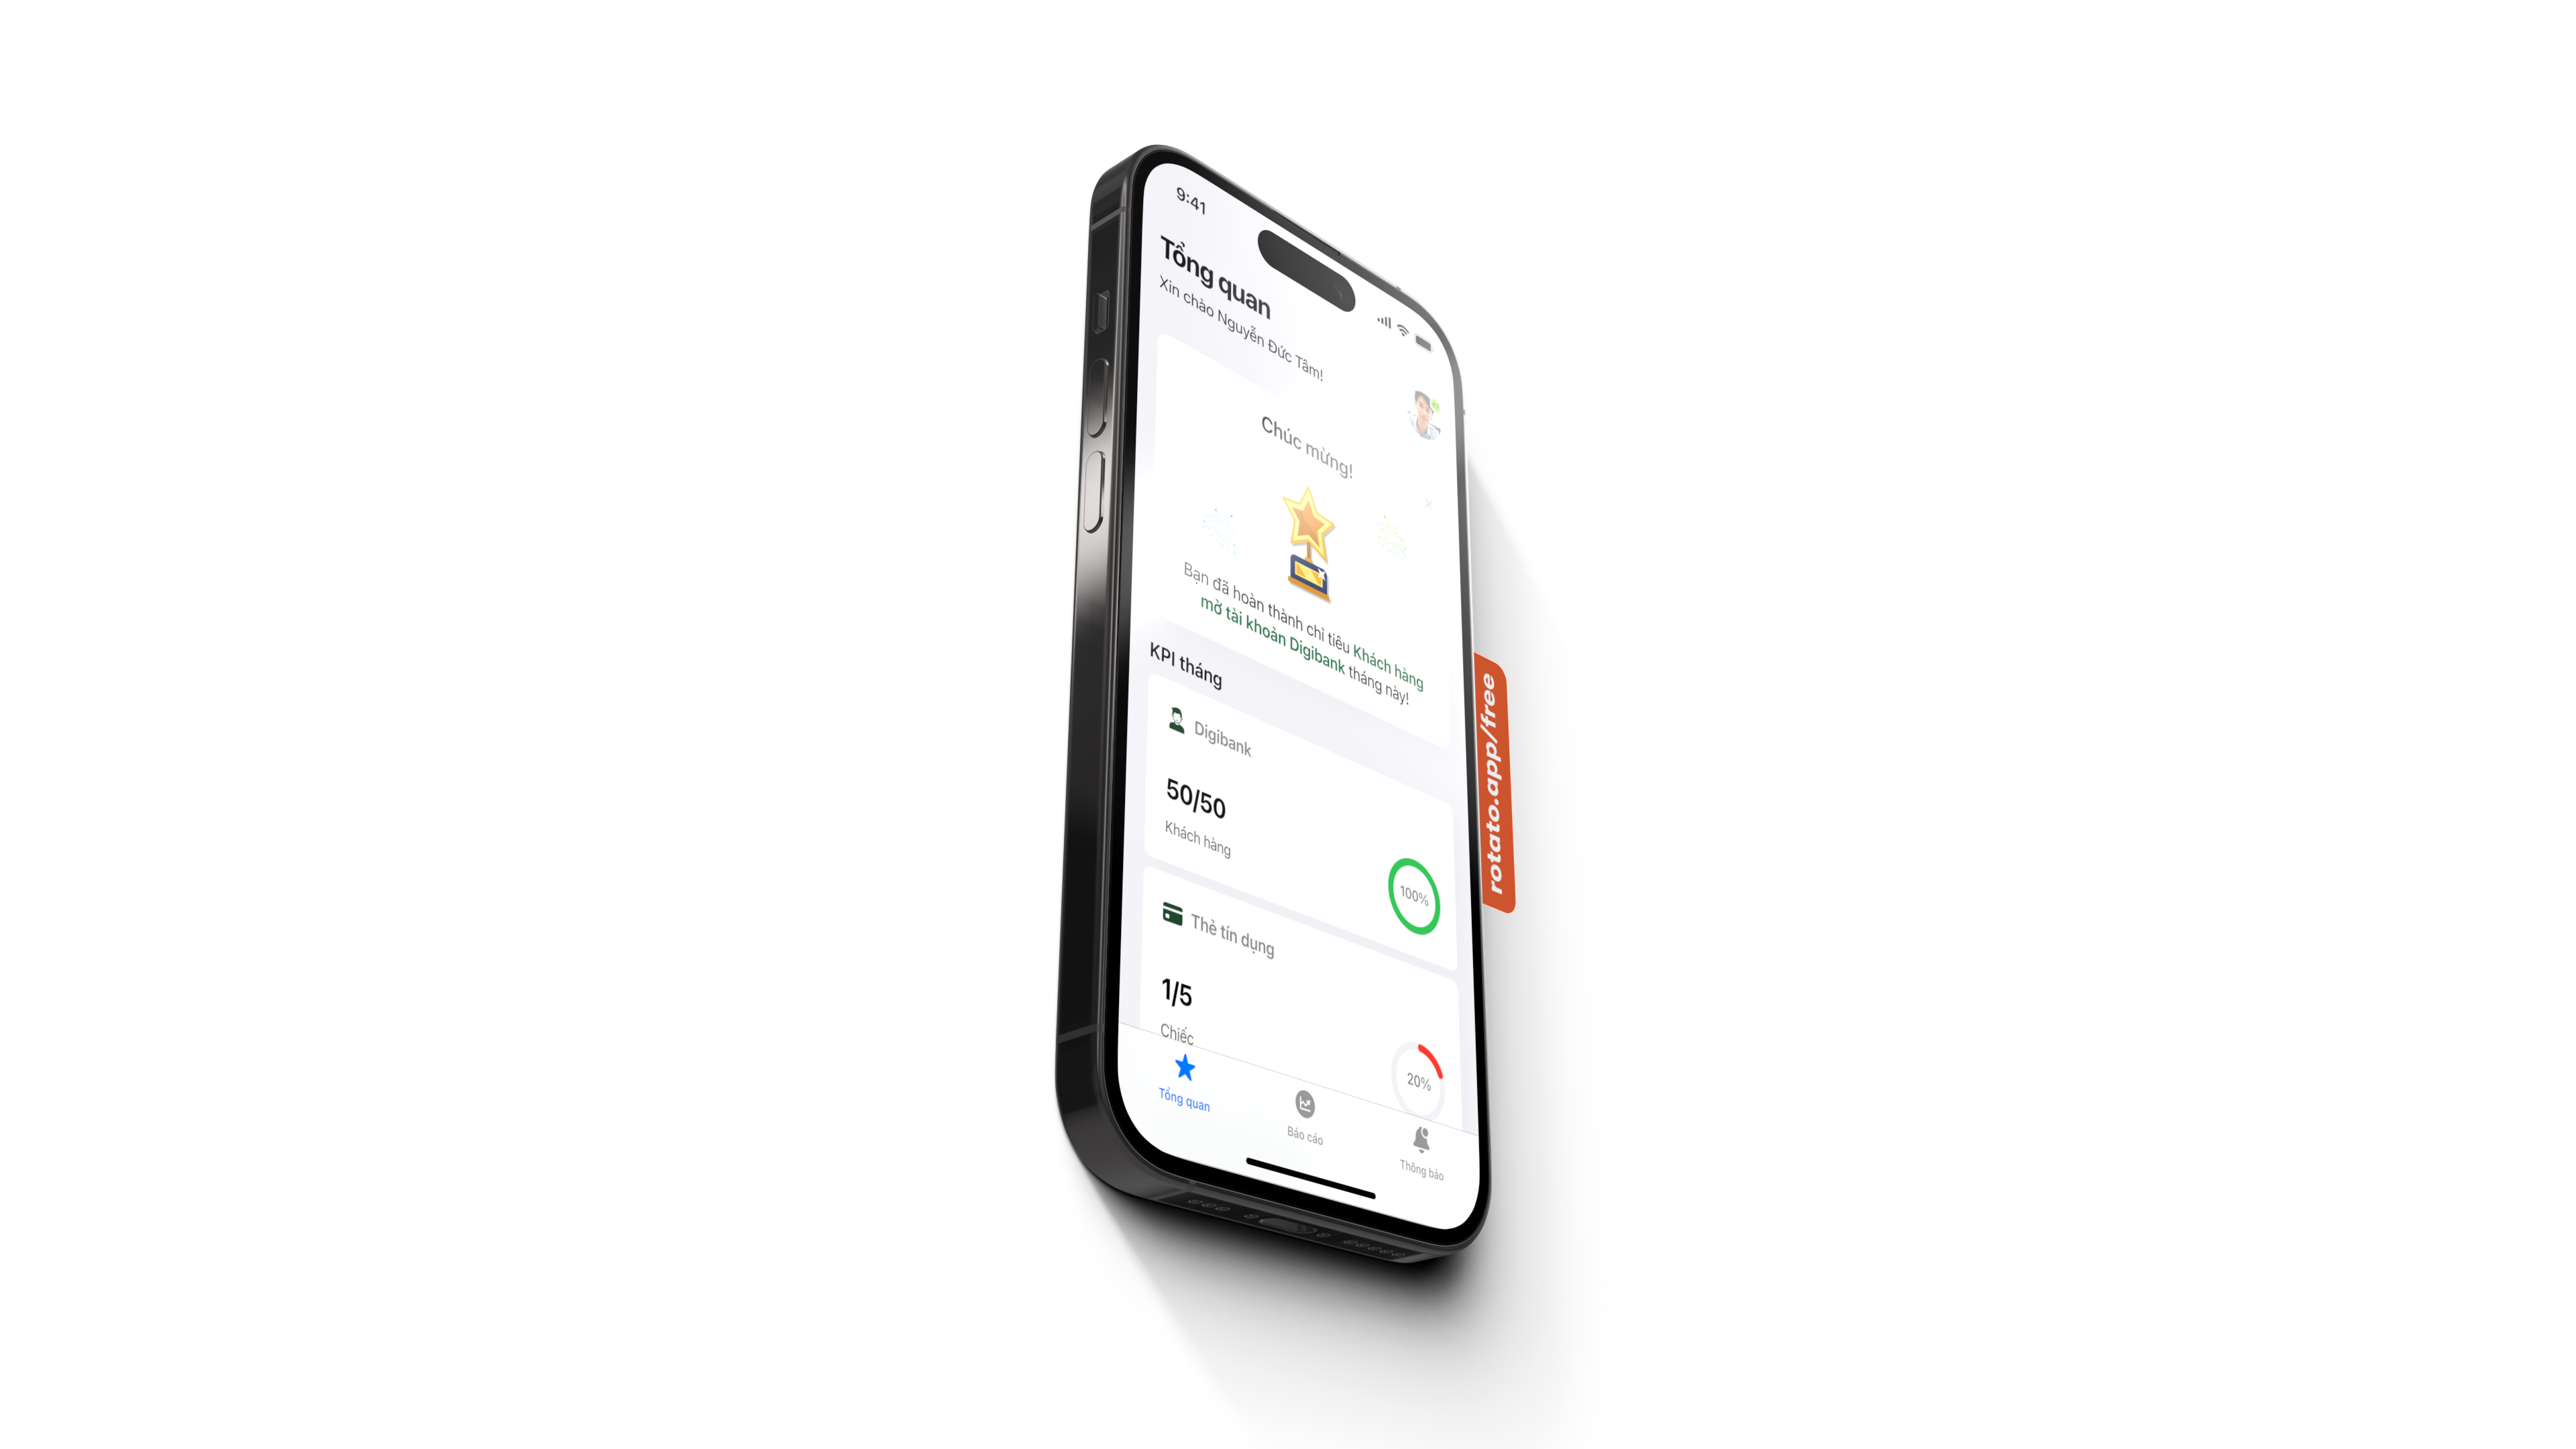 9:41
Tổng quan
Xin chào Nguyễn Đức Tâm!
Chúc mừng!
Bạn đã hoàn thành chỉ tiêu Khách hàng
mở tài khoản Digibank tháng này!
KPI tháng
Digibank
50/50
Khách hàng
100%
Thẻ tín dụng
1/5
Chiếc
20%
Tổng quan
Báo cáo
Thông báo
rotato.app/free